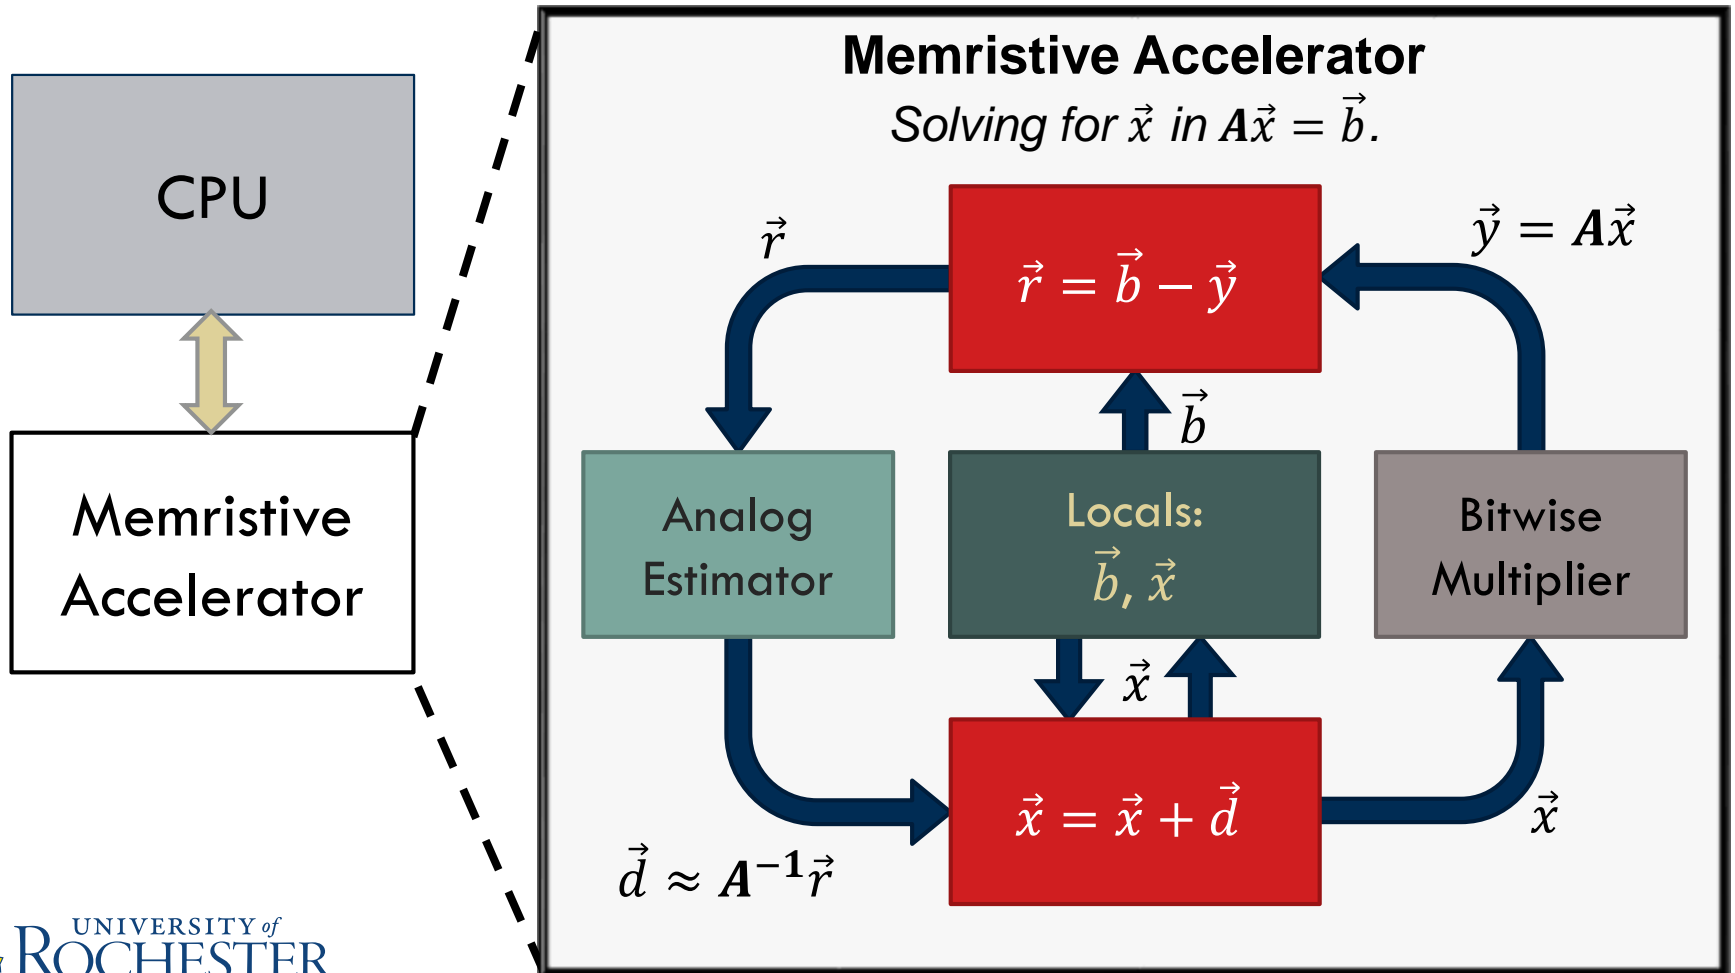 Memristive Accelerator
Solving for x⃗ in Ax⃗ = b⃗.
CPU
Memristive
Accelerator
r⃗
r⃗ = b⃗ − y⃗
y⃗ = Ax⃗
b⃗
Analog
Estimator
Locals:
b⃗, x⃗
Bitwise
Multiplier
x⃗
d⃗ ≈ A⁻¹r⃗
x⃗ = x⃗ + d⃗
x⃗
UNIVERSITY of
ROCHESTER